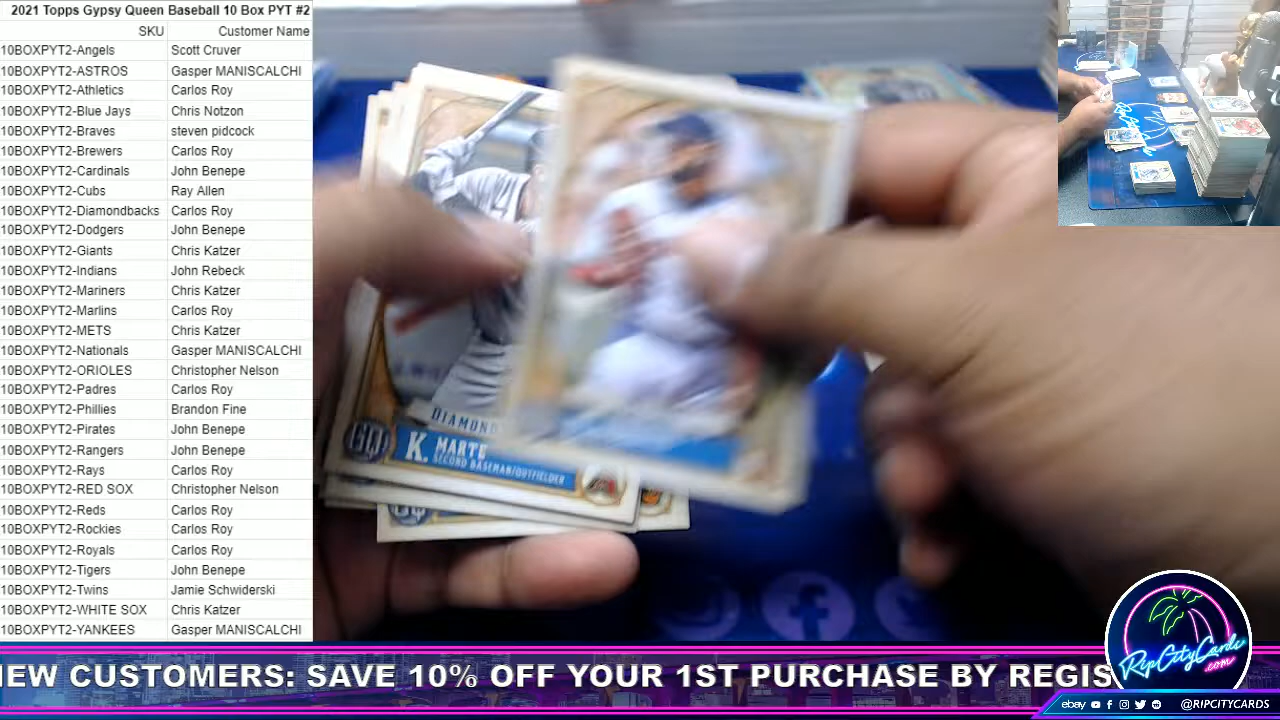 2021 Topps Gypsy Queen Baseball 10 Box PYT #2
SKU Customer Name
10BOXPYT2-Angels Scott Cruver
10BOXPYT2-ASTROS Gasper MANISCALCHI
10BOXPYT2-Athletics Carlos Roy
10BOXPYT2-Blue Jays Chris Notzon
10BOXPYT2-Braves steven pidcock
10BOXPYT2-Brewers Carlos Roy
10BOXPYT2-Cardinals John Benepe
10BOXPYT2-Cubs Ray Allen
10BOXPYT2-Diamondbacks Carlos Roy
10BOXPYT2-Dodgers John Benepe
10BOXPYT2-Giants Chris Katzer
10BOXPYT2-Indians John Rebeck
10BOXPYT2-Mariners Chris Katzer
10BOXPYT2-Marlins Carlos Roy
10BOXPYT2-METS Chris Katzer
10BOXPYT2-Nationals Gasper MANISCALCHI
10BOXPYT2-ORIOLES Christopher Nelson
10BOXPYT2-Padres Carlos Roy
10BOXPYT2-Phillies Brandon Fine
10BOXPYT2-Pirates John Benepe
10BOXPYT2-Rangers John Benepe
10BOXPYT2-Rays Carlos Roy
10BOXPYT2-RED SOX Christopher Nelson
10BOXPYT2-Reds Carlos Roy
10BOXPYT2-Rockies Carlos Roy
10BOXPYT2-Royals Carlos Roy
10BOXPYT2-Tigers John Benepe
10BOXPYT2-Twins Jamie Schwiderski
10BOXPYT2-WHITE SOX Chris Katzer
10BOXPYT2-YANKEES Gasper MANISCALCHI
DIAMOND
GQ K. MARTE
SECOND BASEMAN/OUTFIELDER
GQ
NEW CUSTOMERS: SAVE 10% OFF YOUR 1ST PURCHASE BY REGIS
RipCityCards
.com
ebay @RIPCITYCARDS